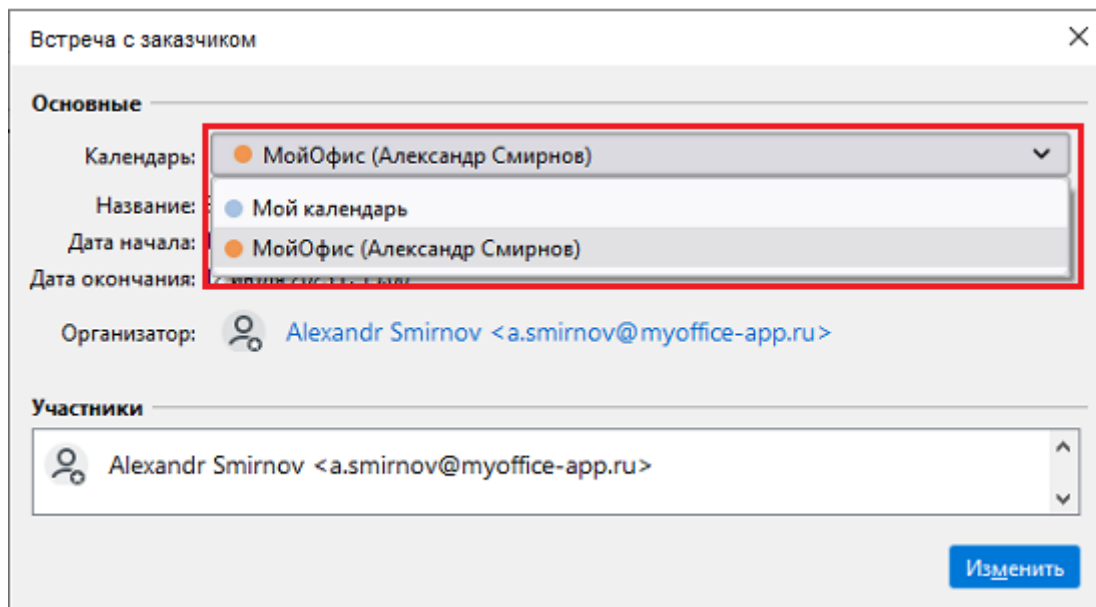 Встреча с заказчиком
Основные
Календарь: МойОфис (Александр Смирнов)
Название: Мой календарь
Дата начала: МойОфис (Александр Смирнов)
Дата окончания:
Организатор: Alexandr Smirnov <a.smirnov@myoffice-app.ru>
Участники
Alexandr Smirnov <a.smirnov@myoffice-app.ru>
Изменить